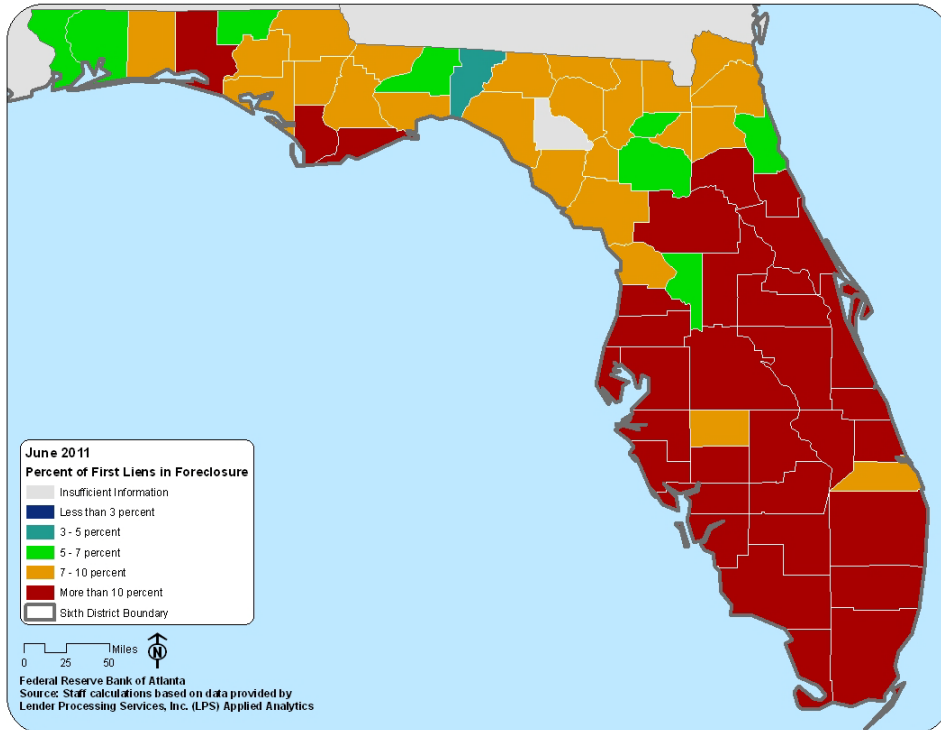 June 2011
Percent of First Liens in Foreclosure
Insufficient Information
Less than 3 percent
3 - 5 percent
5 - 7 percent
7 - 10 percent
More than 10 percent
Sixth District Boundary
Miles
0 25 50
N
Federal Reserve Bank of Atlanta
Source: Staff calculations based on data provided by
Lender Processing Services, Inc. (LPS) Applied Analytics